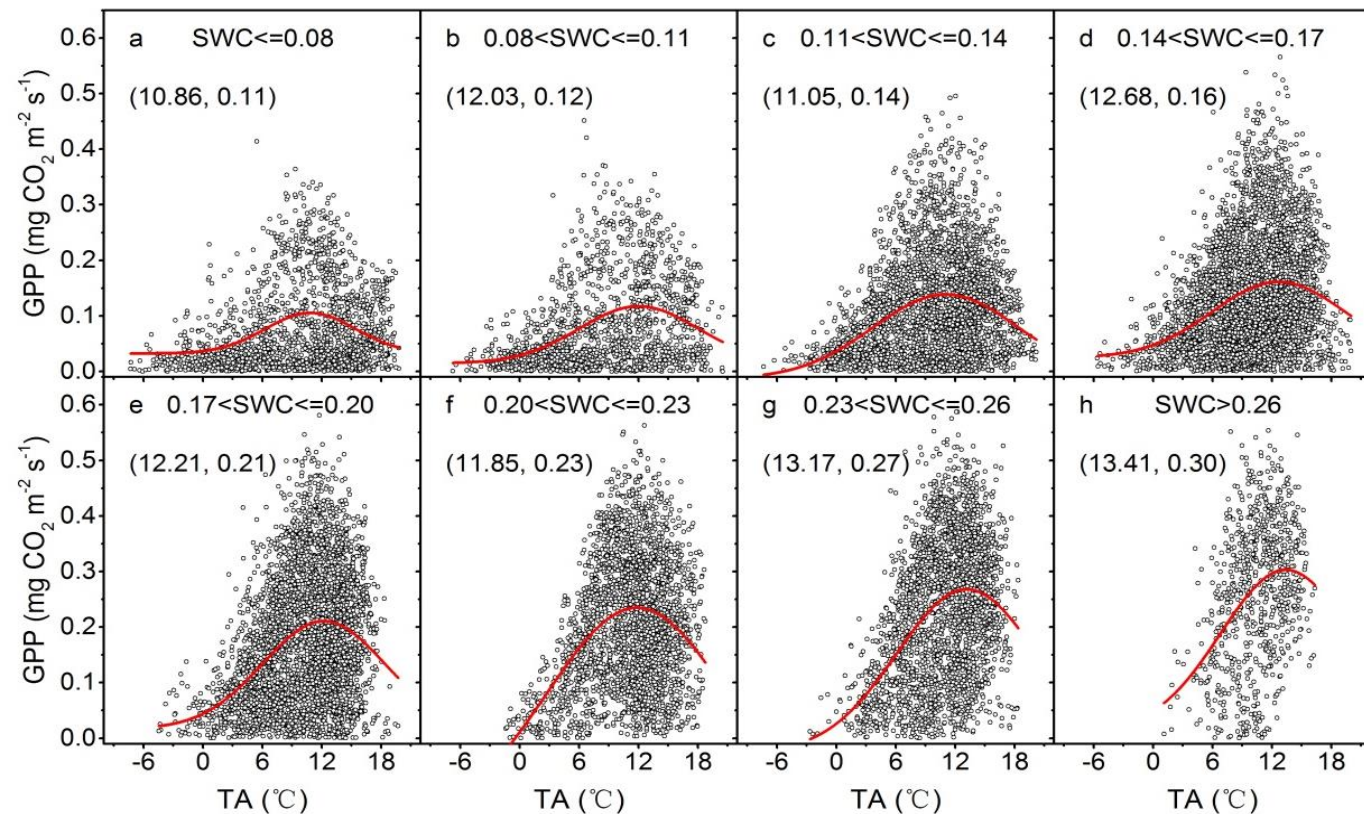 a SWC<=0.08
(10.86, 0.11)
b 0.08<SWC<=0.11
(12.03, 0.12)
c 0.11<SWC<=0.14
(11.05, 0.14)
d 0.14<SWC<=0.17
(12.68, 0.16)
0.6
0.5
0.4
0.3
0.2
0.1
0.0
GPP (mg CO2 m-2 s-1)
e 0.17<SWC<=0.20
(12.21, 0.21)
f 0.20<SWC<=0.23
(11.85, 0.23)
g 0.23<SWC<=0.26
(13.17, 0.27)
h SWC>0.26
(13.41, 0.30)
0.6
0.5
0.4
0.3
0.2
0.1
0.0
GPP (mg CO2 m-2 s-1)
-6 0 6 12 18
-6 0 6 12 18
-6 0 6 12 18
-6 0 6 12 18
TA (℃)
TA (℃)
TA (℃)
TA (℃)